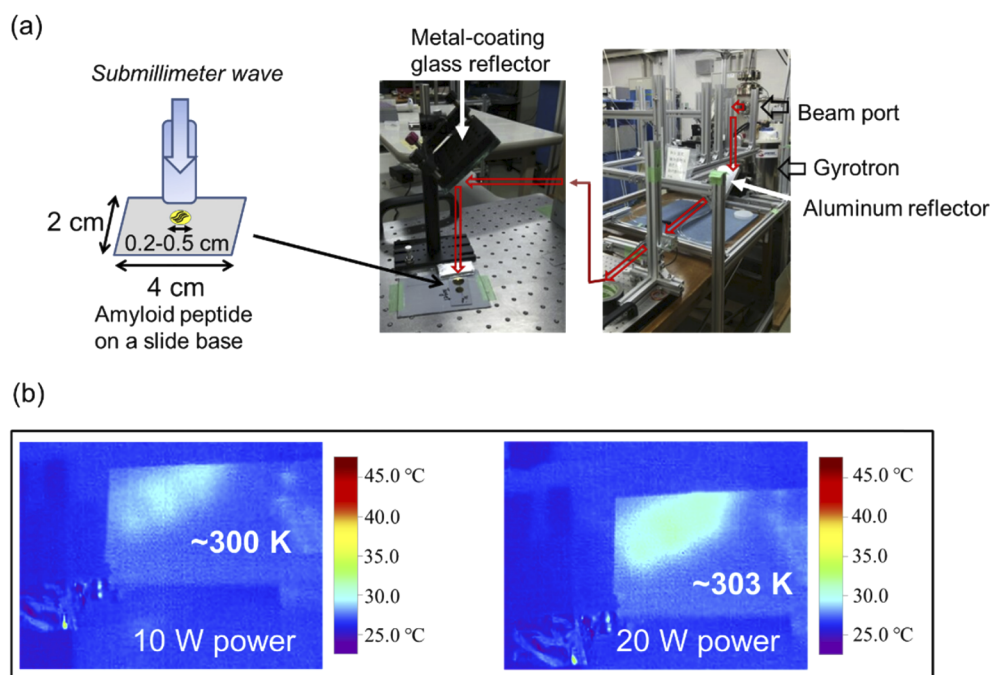 (a)
Submillimeter wave
2 cm
0.2-0.5 cm
4 cm
Amyloid peptide
on a slide base
Metal-coating
glass reflector
Beam port
Gyrotron
Aluminum reflector
(b)
~300 K
10 W power
45.0 ℃
40.0
35.0
30.0
25.0 ℃
~303 K
20 W power
45.0 ℃
40.0
35.0
30.0
25.0 ℃